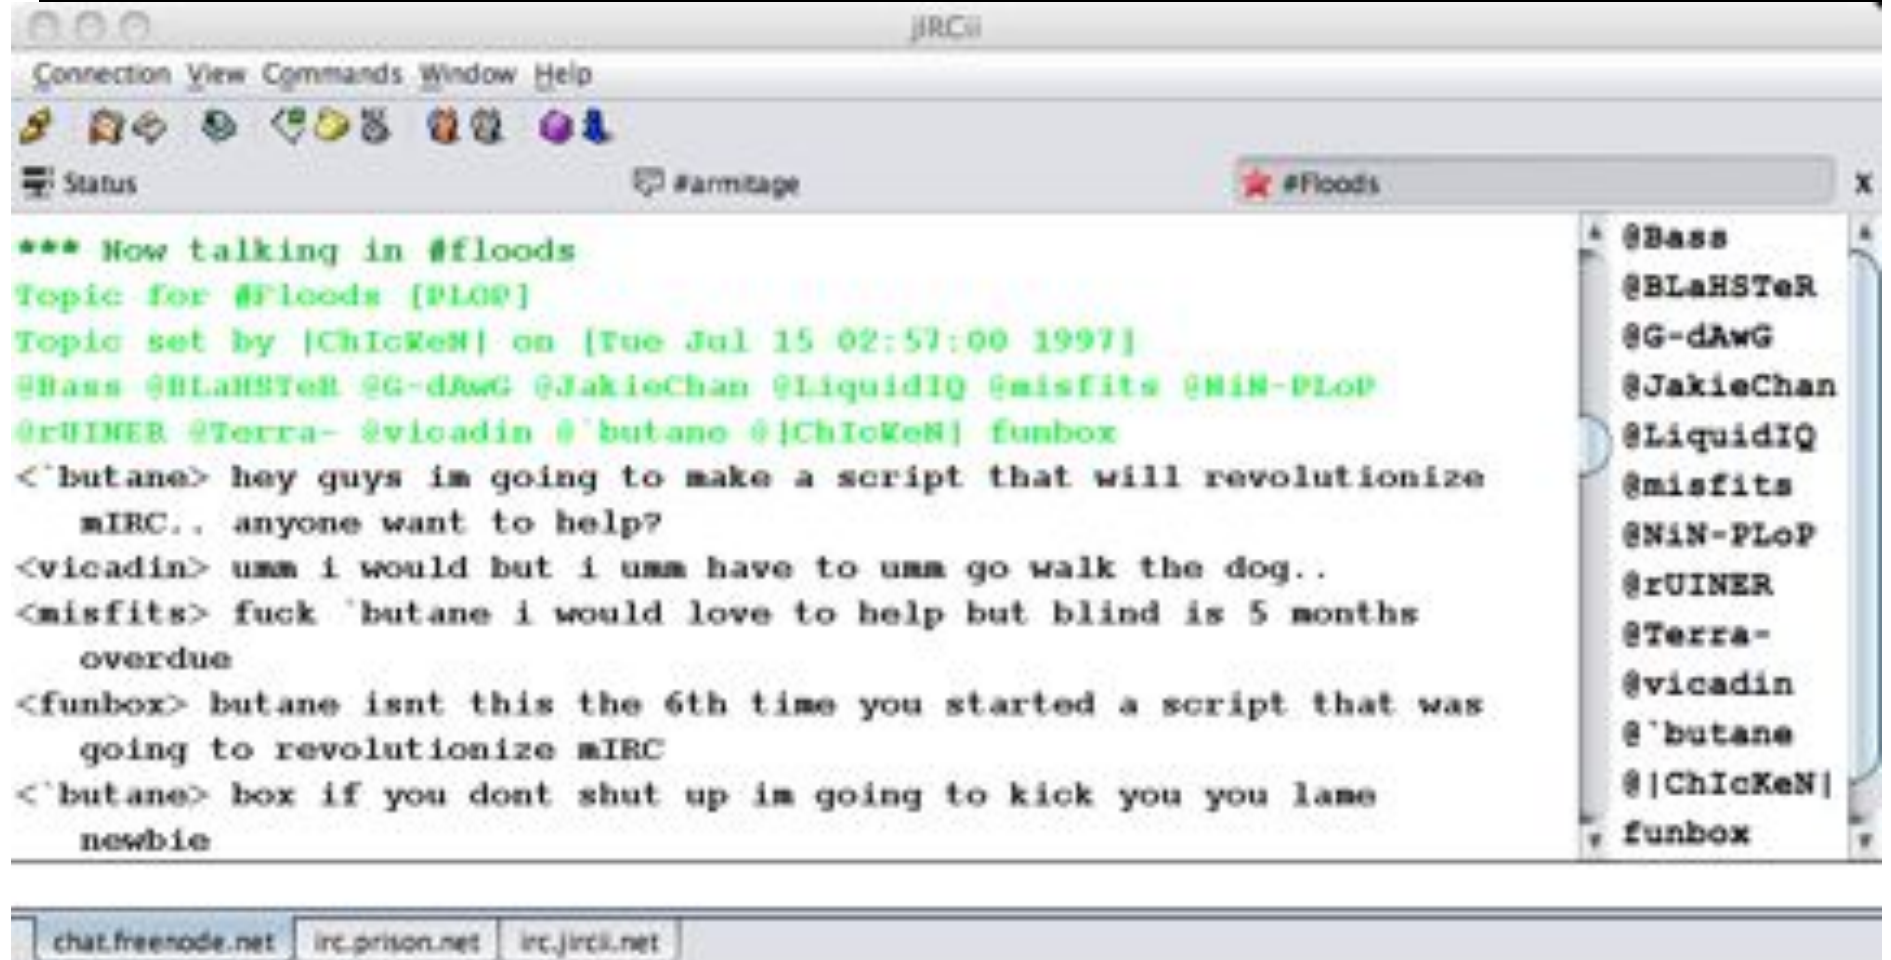 jIRCii
Connection View Commands Window Help
Status #armitage #Floods X
*** Now talking in #floods
Topic for #Floods [PLOP]
Topic set by |ChIcKeN| on [Tue Jul 15 02:57:00 1997]
@Bass @BLaHSTeR @G-dAwG @JakieChan @LiquidIQ @misfits @NiN-PLoP
@rUINER @Terra- @vicadin @`butane @|ChIcKeN| funbox
<`butane> hey guys im going to make a script that will revolutionize
mIRC.. anyone want to help?
<vicadin> umm i would but i umm have to umm go walk the dog..
<misfits> fuck `butane i would love to help but blind is 5 months
overdue
<funbox> butane isnt this the 6th time you started a script that was
going to revolutionize mIRC
<`butane> box if you dont shut up im going to kick you you lame
newbie
@Bass
@BLaHSTeR
@G-dAwG
@JakieChan
@LiquidIQ
@misfits
@NiN-PLoP
@rUINER
@Terra-
@vicadin
@`butane
@|ChIcKeN|
funbox
chat.freenode.net irc.prison.net irc.jircii.net